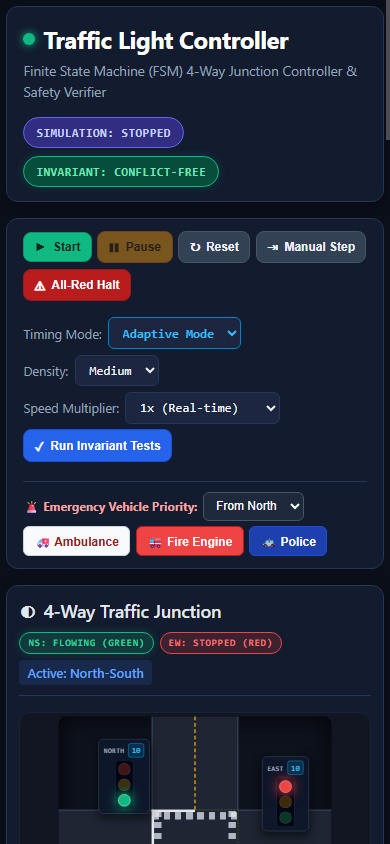 Traffic Light Controller
Finite State Machine (FSM) 4-Way Junction Controller &
Safety Verifier
SIMULATION: STOPPED
INVARIANT: CONFLICT-FREE
Start Pause Reset Manual Step
All-Red Halt
Timing Mode: Adaptive Mode
Density: Medium
Speed Multiplier: 1x (Real-time)
Run Invariant Tests
Emergency Vehicle Priority: From North
Ambulance Fire Engine Police
4-Way Traffic Junction
NS: FLOWING (GREEN) EW: STOPPED (RED)
Active: North-South
NORTH 10
EAST 10